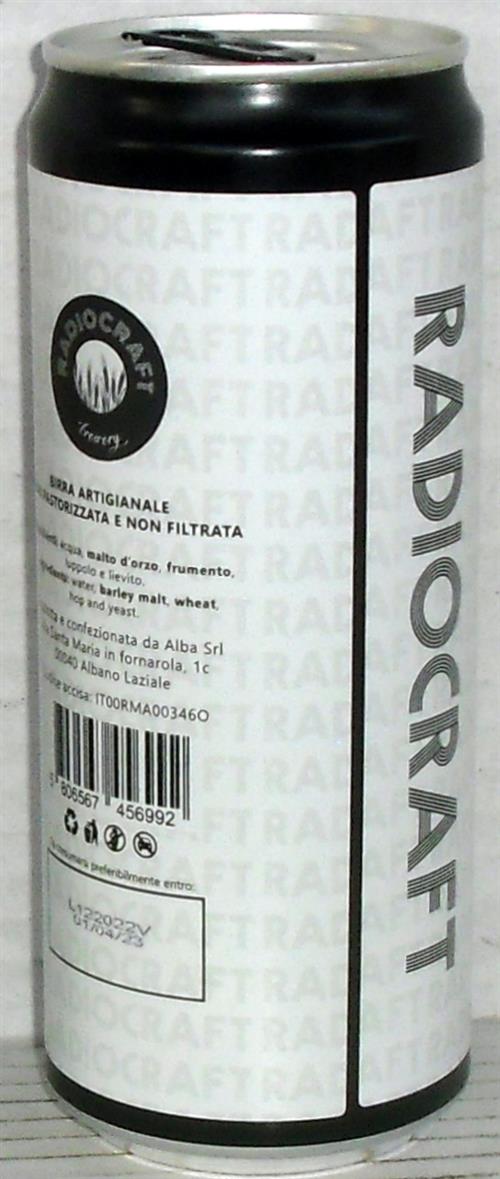 RADIOCRAFT
Brewery
BIRRA ARTIGIANALE
PASTORIZZATA E NON FILTRATA
acqua, malto d'orzo, frumento,
luppolo e lievito.
water, barley malt, wheat,
hop and yeast.
e confezionata da Alba Srl
Santa Maria in fornarola, 1c
00040 Albano Laziale
accisa: IT00RMA00346O
806567 456992
consumarsi preferibilmente entro:
L122022V
01/04/23
RADIOCRAFT